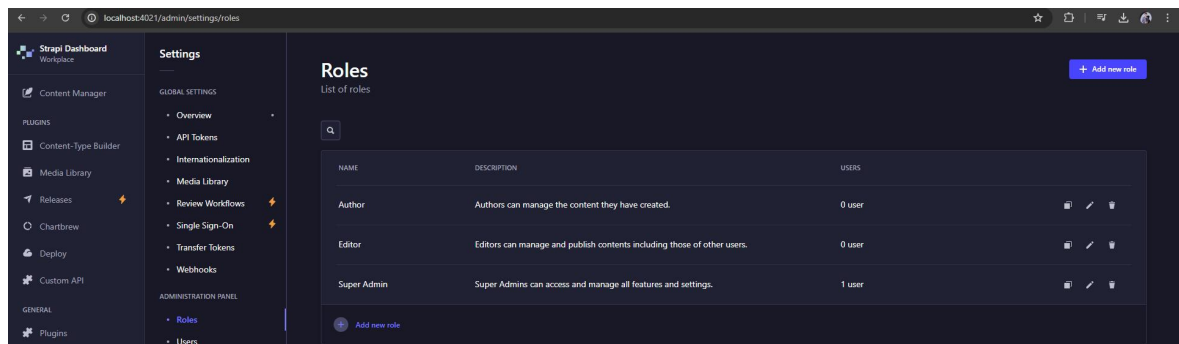 localhost:4021/admin/settings/roles
Strapi Dashboard
Workplace
Content Manager
PLUGINS
Content-Type Builder
Media Library
Releases
Chartbrew
Deploy
Custom API
GENERAL
Plugins
Settings
GLOBAL SETTINGS
Overview
API Tokens
Internationalization
Media Library
Review Workflows
Single Sign-On
Transfer Tokens
Webhooks
ADMINISTRATION PANEL
Roles
Users
Roles
List of roles
Add new role
NAME DESCRIPTION USERS
Author Authors can manage the content they have created. 0 user
Editor Editors can manage and publish contents including those of other users. 0 user
Super Admin Super Admins can access and manage all features and settings. 1 user
Add new role